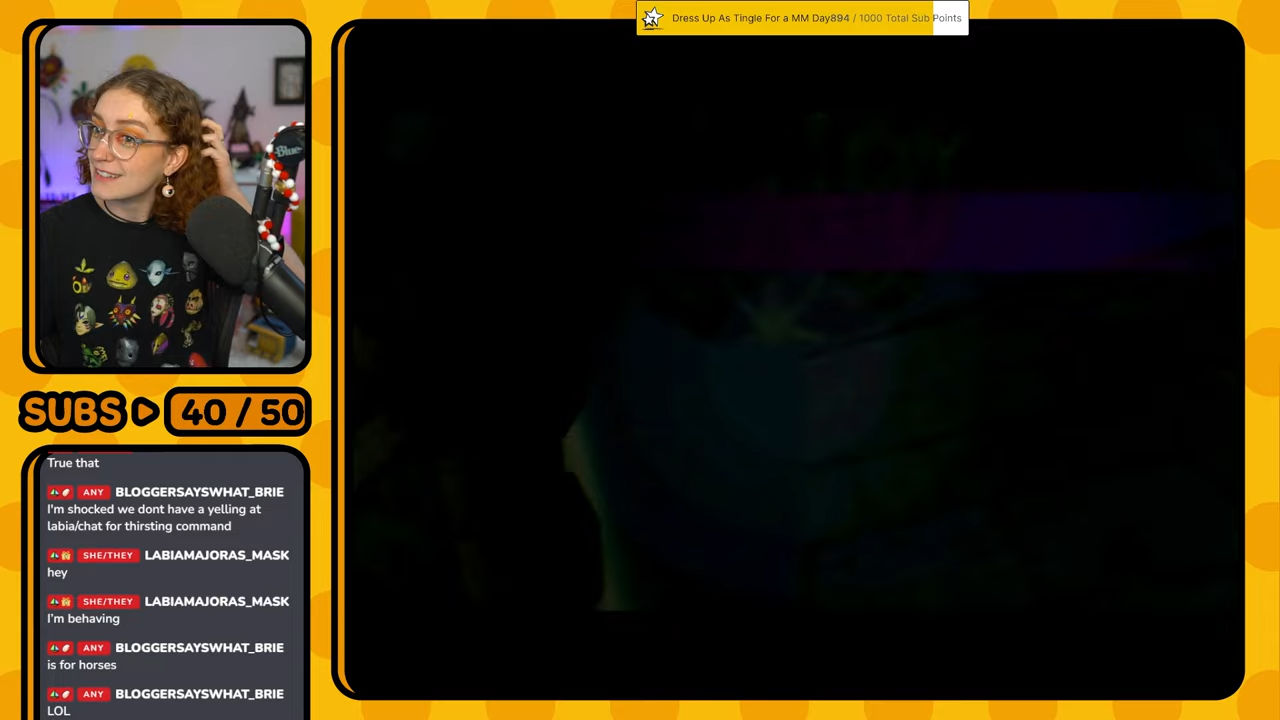 Dress Up As Tingle For a MM Day894 / 1000 Total Sub Points
Blue
SUBS 40 / 50
True that
ANY BLOGGERSAYSWHAT_BRIE
I'm shocked we dont have a yelling at
labia/chat for thirsting command
SHE/THEY LABIAMAJORAS_MASK
hey
SHE/THEY LABIAMAJORAS_MASK
I'm behaving
ANY BLOGGERSAYSWHAT_BRIE
is for horses
ANY BLOGGERSAYSWHAT_BRIE
LOL